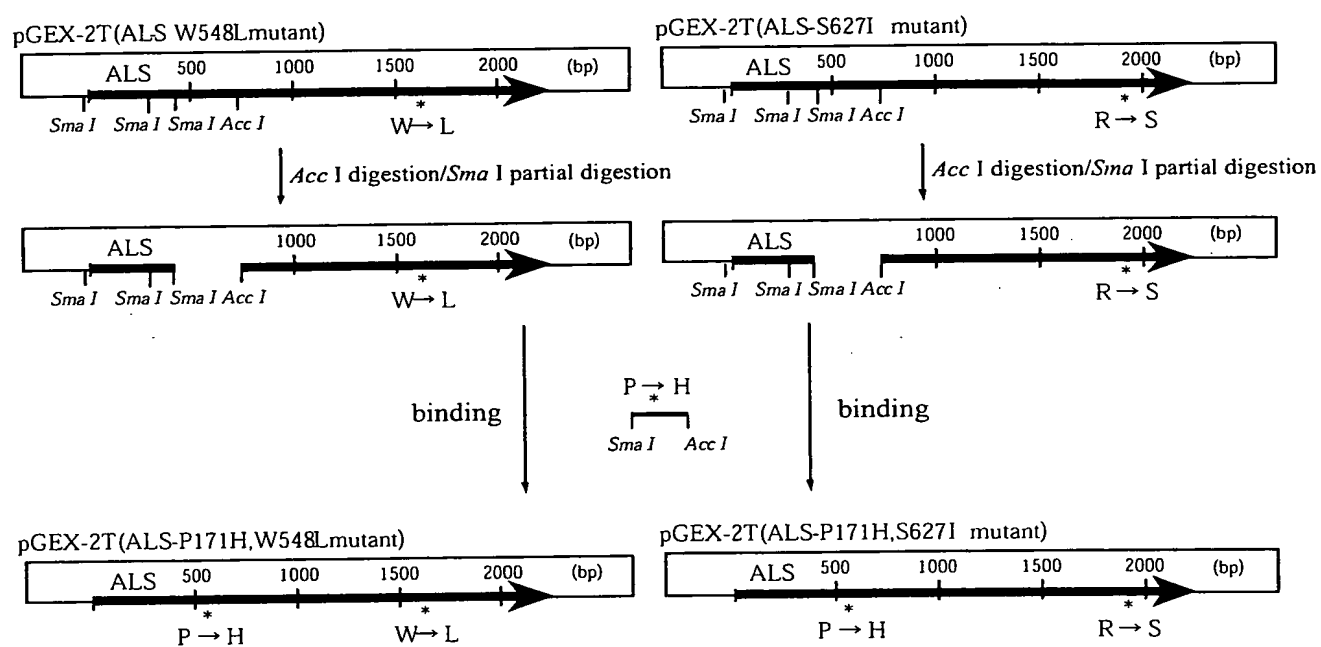 pGEX-2T(ALS W548Lmutant)
ALS 500 1000 1500 2000 (bp)
*
Sma I Sma I Sma I Acc I W→L
pGEX-2T(ALS-S627I mutant)
ALS 500 1000 1500 2000 (bp)
*
Sma I Sma I Sma I Acc I R→S
Acc I digestion/Sma I partial digestion
Acc I digestion/Sma I partial digestion
ALS 1000 1500 2000 (bp)
*
Sma I Sma I Sma I Acc I W→L
ALS 1000 1500 2000 (bp)
*
Sma I Sma I Sma I Acc I R→S
binding
P→H
*
Sma I Acc I
binding
pGEX-2T(ALS-P171H,W548Lmutant)
ALS 500 1000 1500 2000 (bp)
* *
P→H W→L
pGEX-2T(ALS-P171H,S627I mutant)
ALS 500 1000 1500 2000 (bp)
* *
P→H R→S